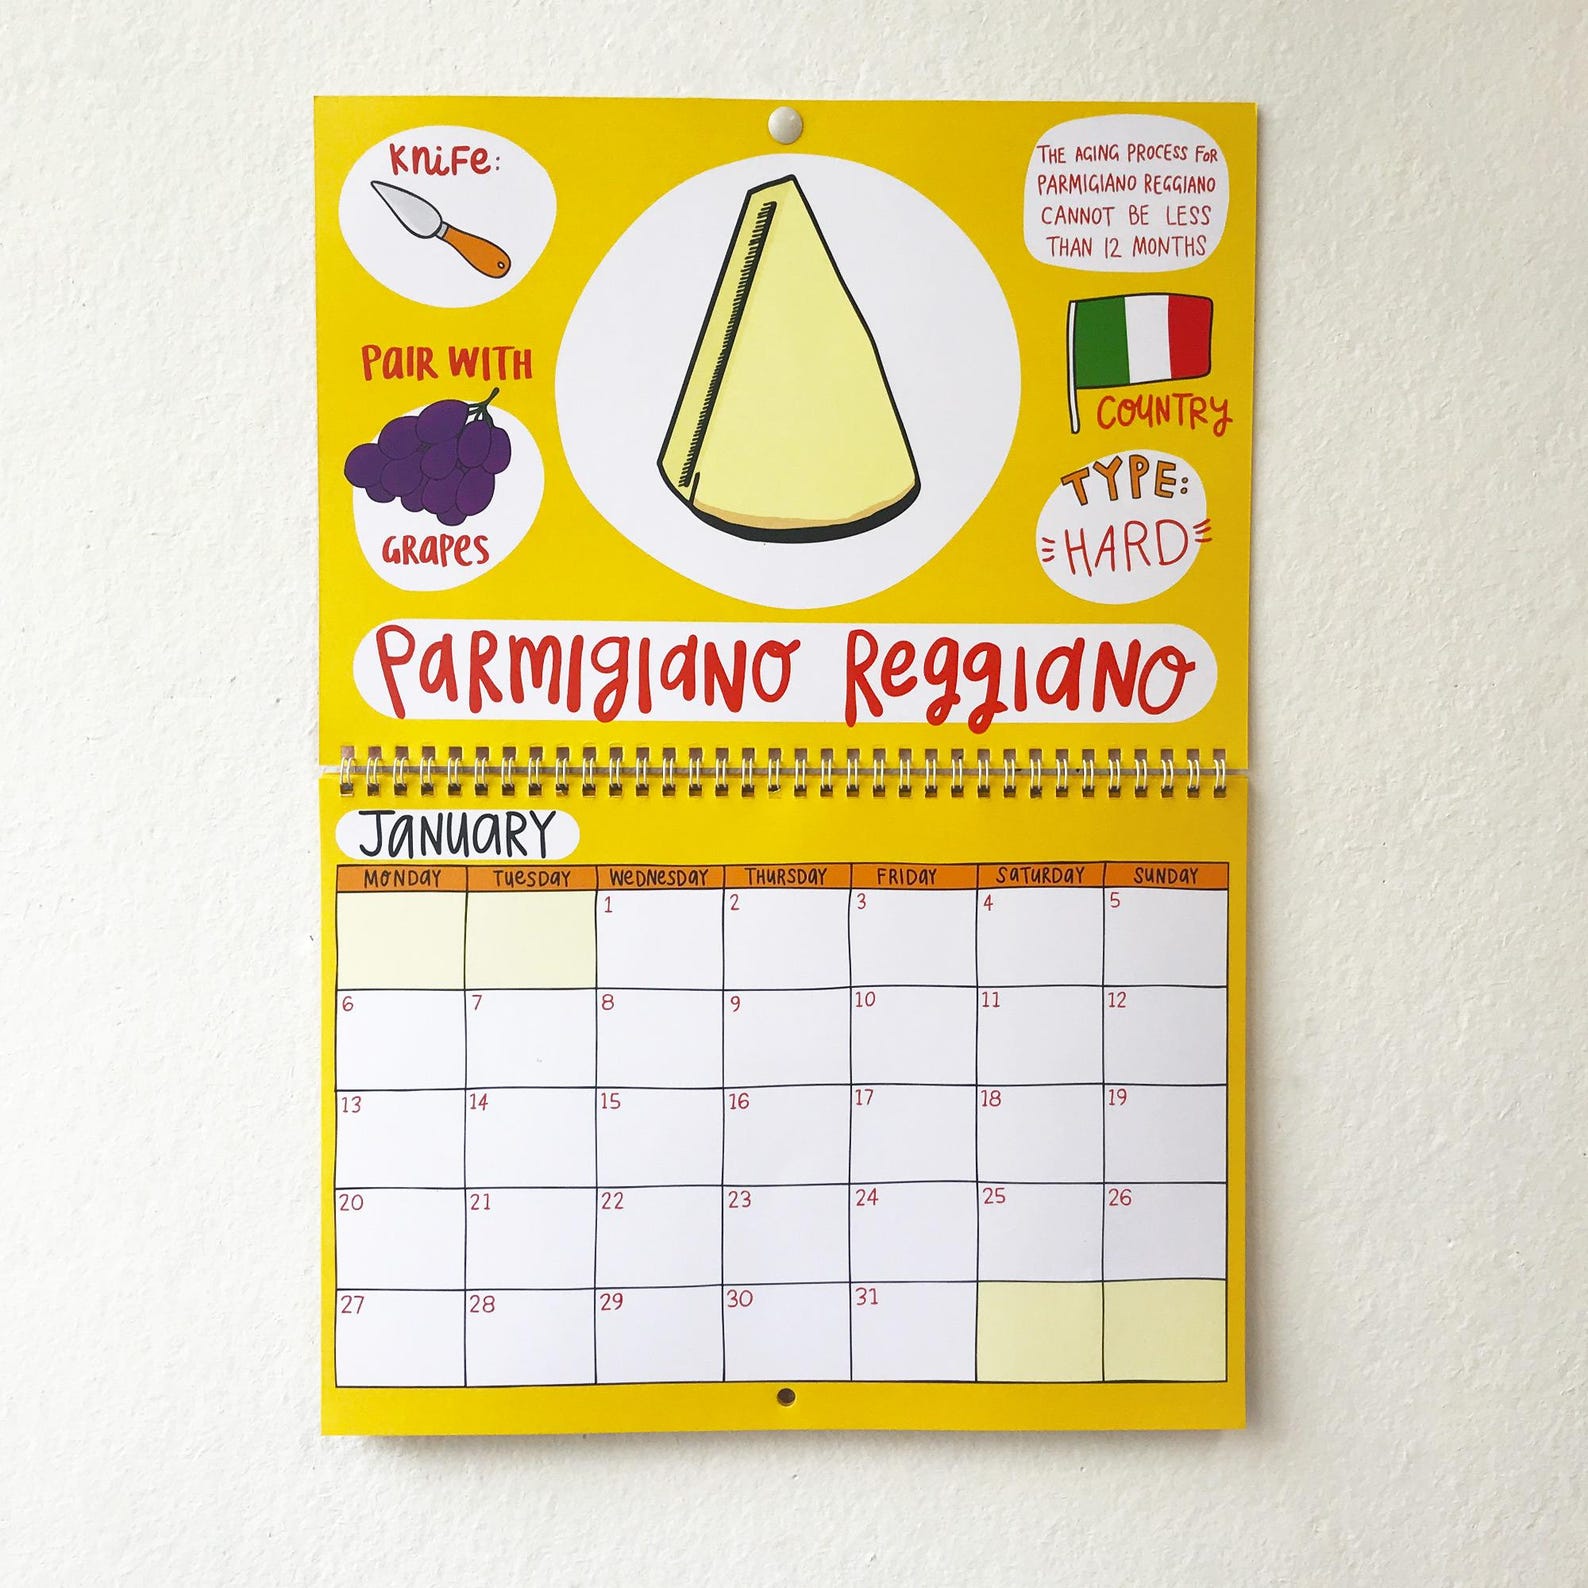 Knife:
THE AGING PROCESS FOR
PARMIGIANO REGGIANO
CANNOT BE LESS
THAN 12 MONTHS
PAIR WITH
GRAPES
COUNTRY
TYPE:
HARD
PARMIGIANO REGGIANO
JANUARY
MONDAY TUESDAY WEDNESDAY THURSDAY FRIDAY SATURDAY SUNDAY
1 2 3 4 5
6 7 8 9 10 11 12
13 14 15 16 17 18 19
20 21 22 23 24 25 26
27 28 29 30 31